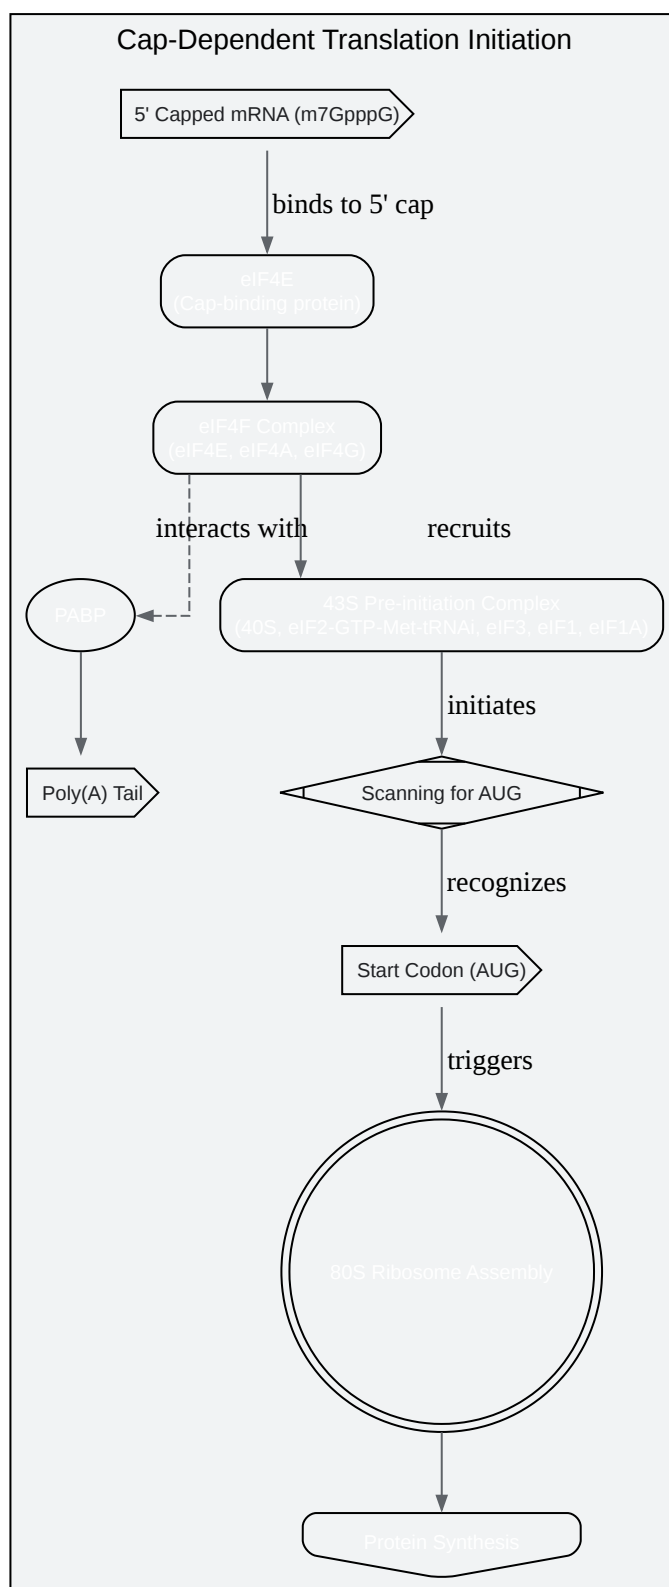 Cap-Dependent Translation Initiation
5' Capped mRNA (m7GpppG)
binds to 5' cap
eIF4E
(Cap-binding protein)
eIF4F Complex
(eIF4E, eIF4A, eIF4G)
interacts with
recruits
PABP
43S Pre-initiation Complex
(40S, eIF2-GTP-Met-tRNAi, eIF3, eIF1, eIF1A)
initiates
Poly(A) Tail
Scanning for AUG
recognizes
Start Codon (AUG)
triggers
80S Ribosome Assembly
Protein Synthesis